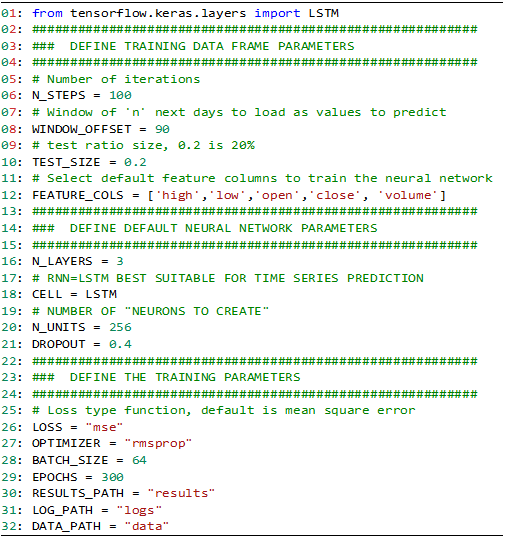 01: from tensorflow.keras.layers import LSTM
02: ###########################################################
03: ###  DEFINE TRAINING DATA FRAME PARAMETERS
04: ###########################################################
05: # Number of iterations
06: N_STEPS = 100
07: # Window of 'n' next days to load as values to predict
08: WINDOW_OFFSET = 90
09: # test ratio size, 0.2 is 20%
10: TEST_SIZE = 0.2
11: # Select default feature columns to train the neural network
12: FEATURE_COLS = ['high','low','open','close', 'volume']
13: ###########################################################
14: ###  DEFINE DEFAULT NEURAL NETWORK PARAMETERS
15: ###########################################################
16: N_LAYERS = 3
17: # RNN=LSTM BEST SUITABLE FOR TIME SERIES PREDICTION
18: CELL = LSTM
19: # NUMBER OF "NEURONS TO CREATE"
20: N_UNITS = 256
21: DROPOUT = 0.4
22: ###########################################################
23: ###  DEFINE THE TRAINING PARAMETERS
24: ###########################################################
25: # Loss type function, default is mean square error
26: LOSS = "mse"
27: OPTIMIZER = "rmsprop"
28: BATCH_SIZE = 64
29: EPOCHS = 300
30: RESULTS_PATH = "results"
31: LOG_PATH = "logs"
32: DATA_PATH = "data"